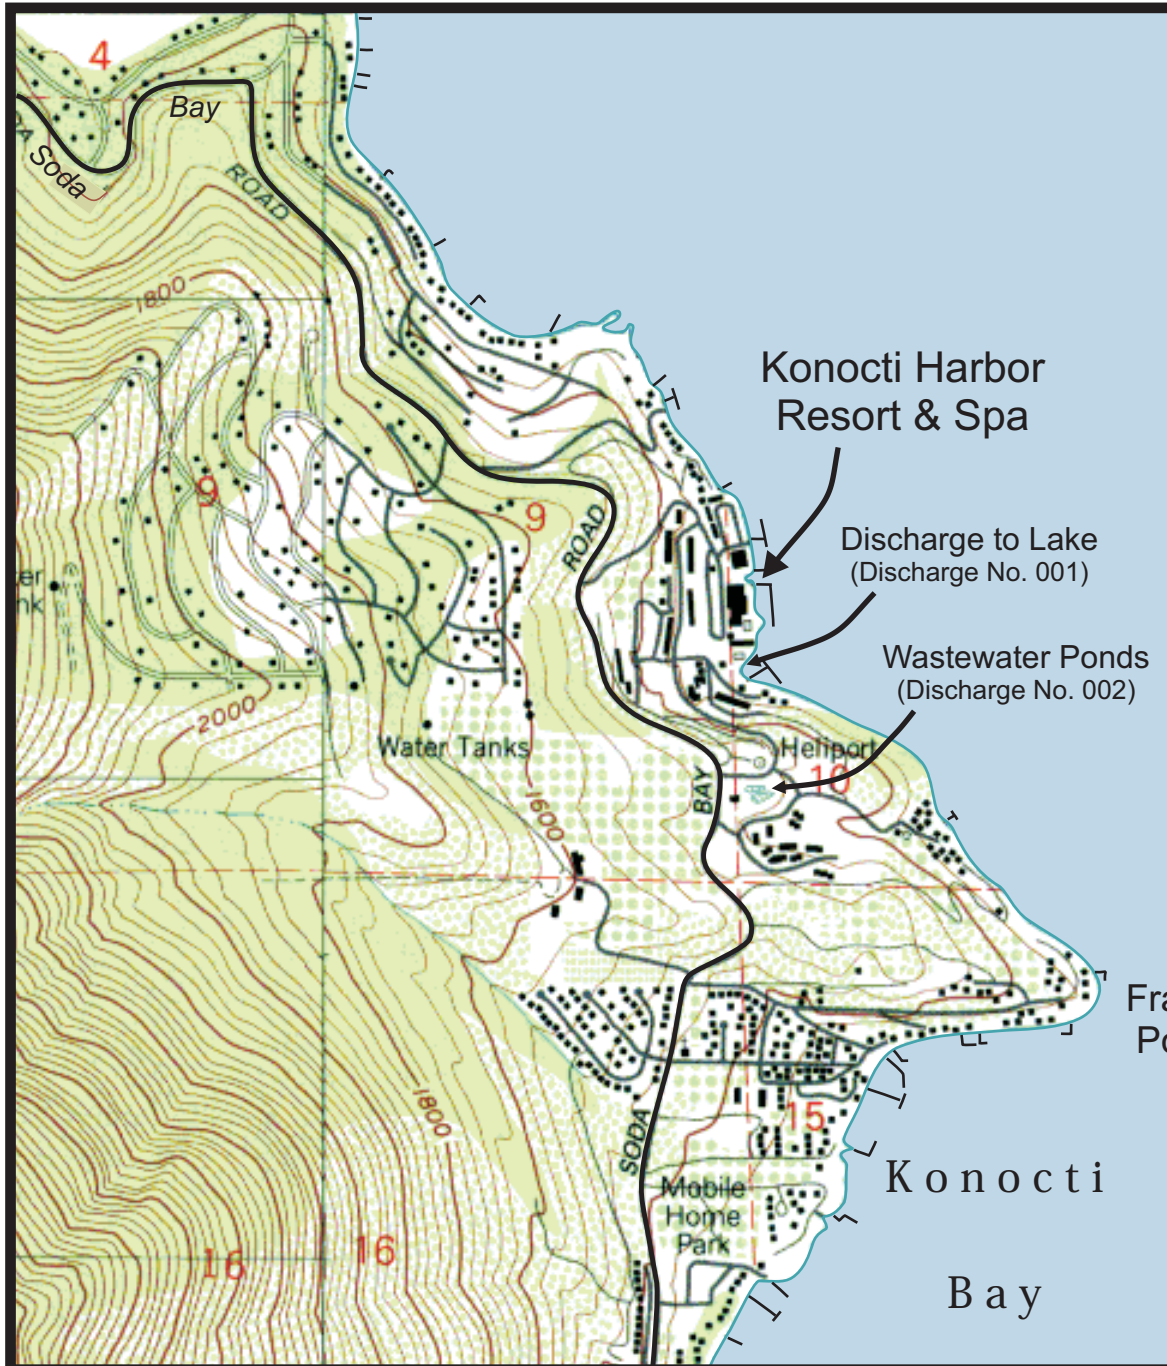 4
Bay
Soda
ROAD
1800
Konocti Harbor
Resort & Spa
9
9
ROAD
Discharge to Lake
(Discharge No. 001)
Wastewater Ponds
(Discharge No. 002)
2000
Water Tanks
Heliport
10
BAY
1600
1800
15
SODA
Mobile
Home
Park
Konocti
Bay
16
16